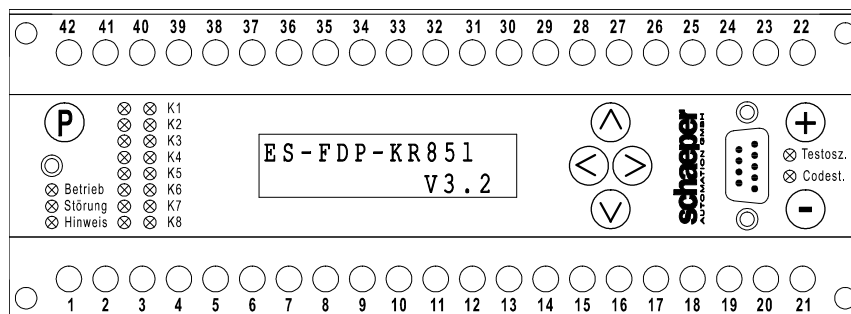 42 41 40 39 38 37 36 35 34 33 32 31 30 29 28 27 26 25 24 23 22
P
K1
K2
K3
K4
K5
K6
K7
K8
Betrieb
Störung
Hinweis
ES-FDP-KR851
V3.2
schaeper
AUTOMATION GMBH
+
Testosz.
Codest.
-
1 2 3 4 5 6 7 8 9 10 11 12 13 14 15 16 17 18 19 20 21